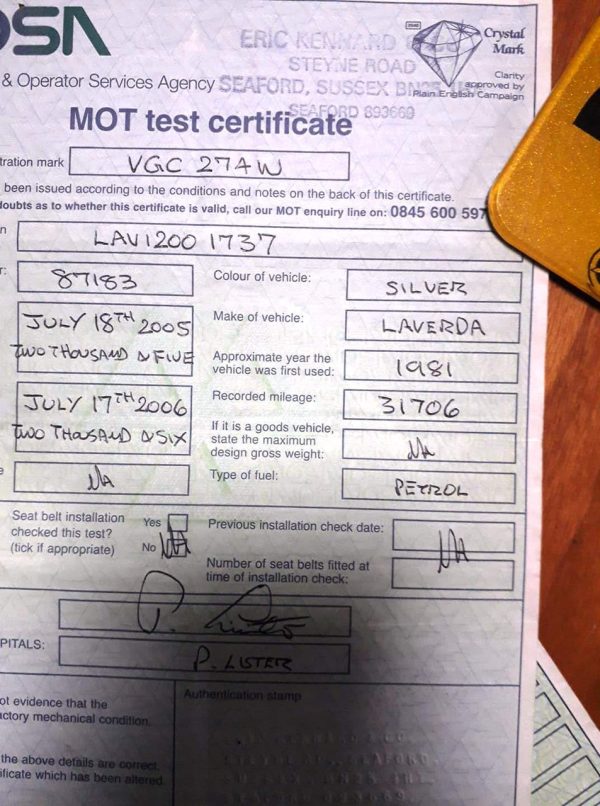 OSA
ERIC KENNARD &
Crystal
Mark
STEYNE ROAD
& Operator Services Agency
SEAFORD, SUSSEX
Clarity
approved by
Plain English Campaign
SEAFORD 893669
MOT test certificate
tration mark
VGC 274W
been issued according to the conditions and notes on the back of this certificate.
doubts as to whether this certificate is valid, call our MOT enquiry line on: 0845 600 597
n
LAV1200 1737
r:
87183
Colour of vehicle:
SILVER
JULY 18TH 2005
TWO THOUSAND & FIVE
Make of vehicle:
LAVERDA
Approximate year the
vehicle was first used:
1981
JULY 17TH 2006
TWO THOUSAND & SIX
Recorded mileage:
31706
If it is a goods vehicle,
state the maximum
design gross weight:
NA
e
NA
Type of fuel:
PETROL
Seat belt installation
checked this test?
(tick if appropriate)
Yes
No
NA
Previous installation check date:
NA
Number of seat belts fitted at
time of installation check:
PITALS:
P. LISTER
ot evidence that the
actory mechanical condition.
Authentication stamp
the above details are correct.
ificate which has been altered